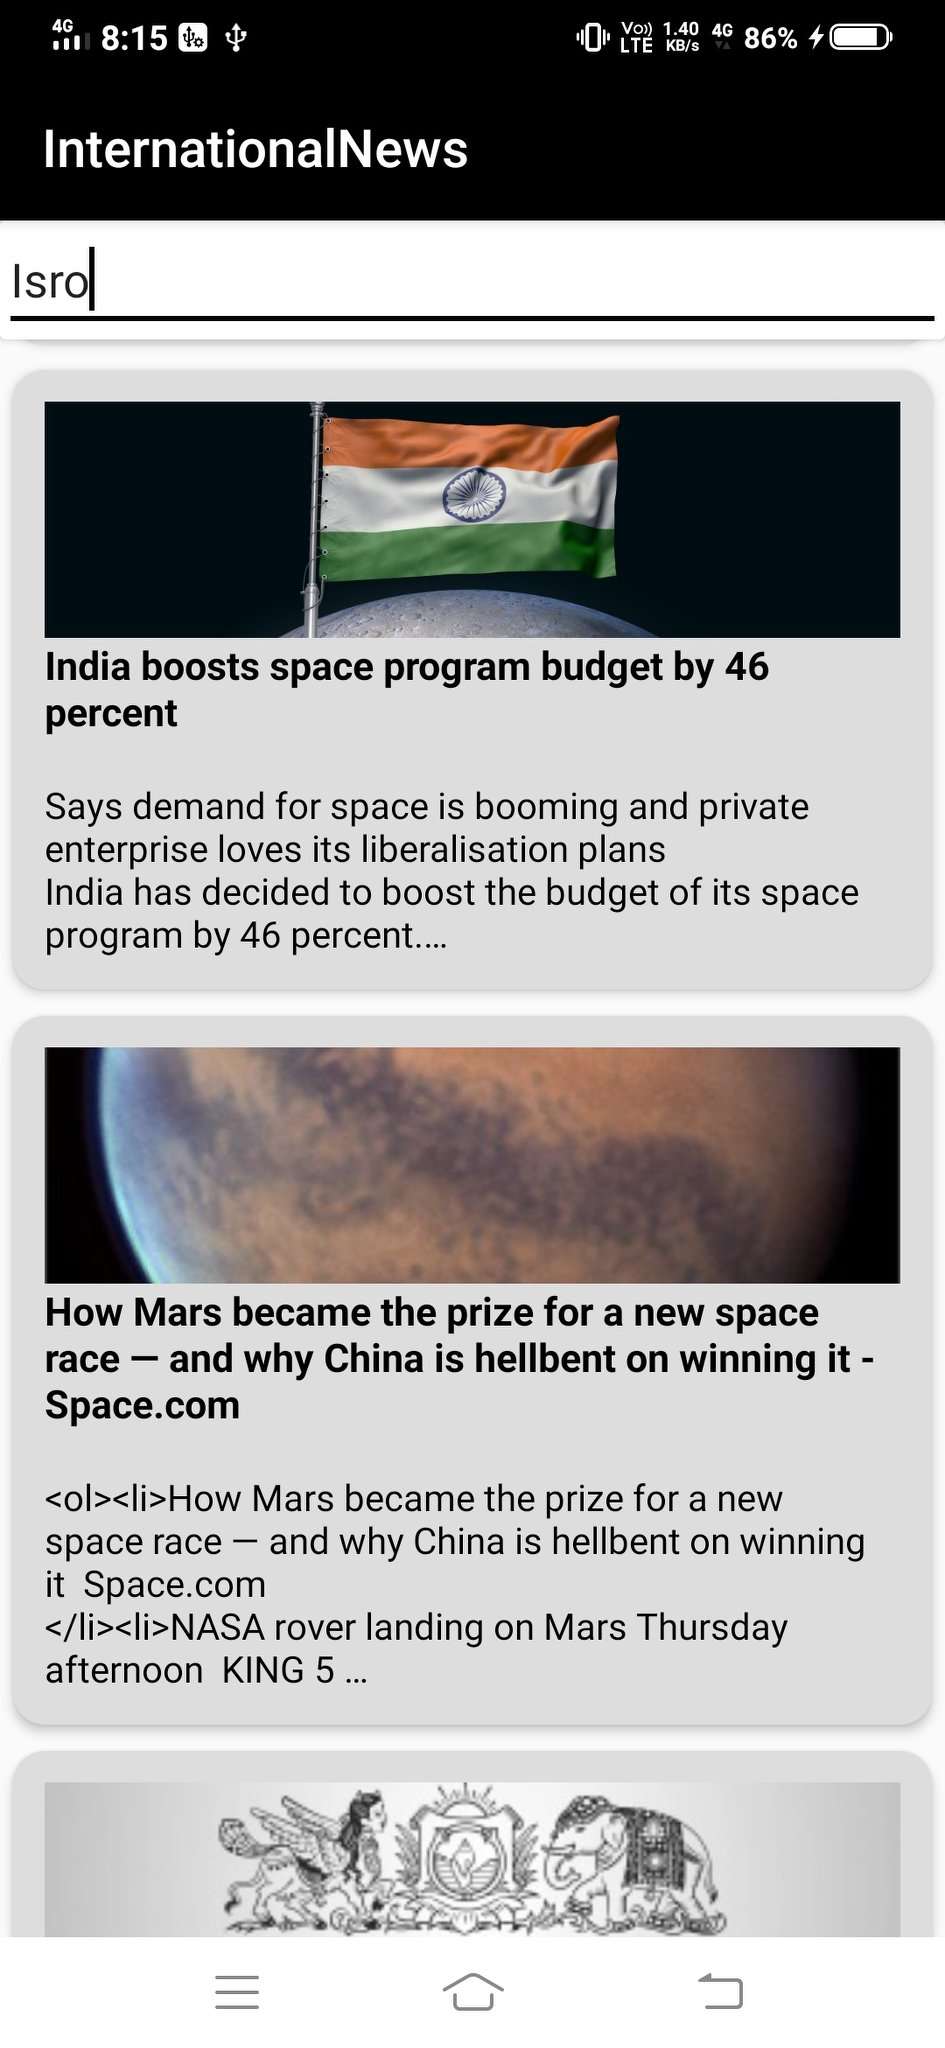 4G
8:15
Vo)) LTE
1.40 KB/s
4G
86%
InternationalNews
Isro
India boosts space program budget by 46
percent
Says demand for space is booming and private
enterprise loves its liberalisation plans
India has decided to boost the budget of its space
program by 46 percent.…
How Mars became the prize for a new space
race — and why China is hellbent on winning it -
Space.com
<ol><li>How Mars became the prize for a new
space race — and why China is hellbent on winning
it  Space.com
</li><li>NASA rover landing on Mars Thursday
afternoon  KING 5 …